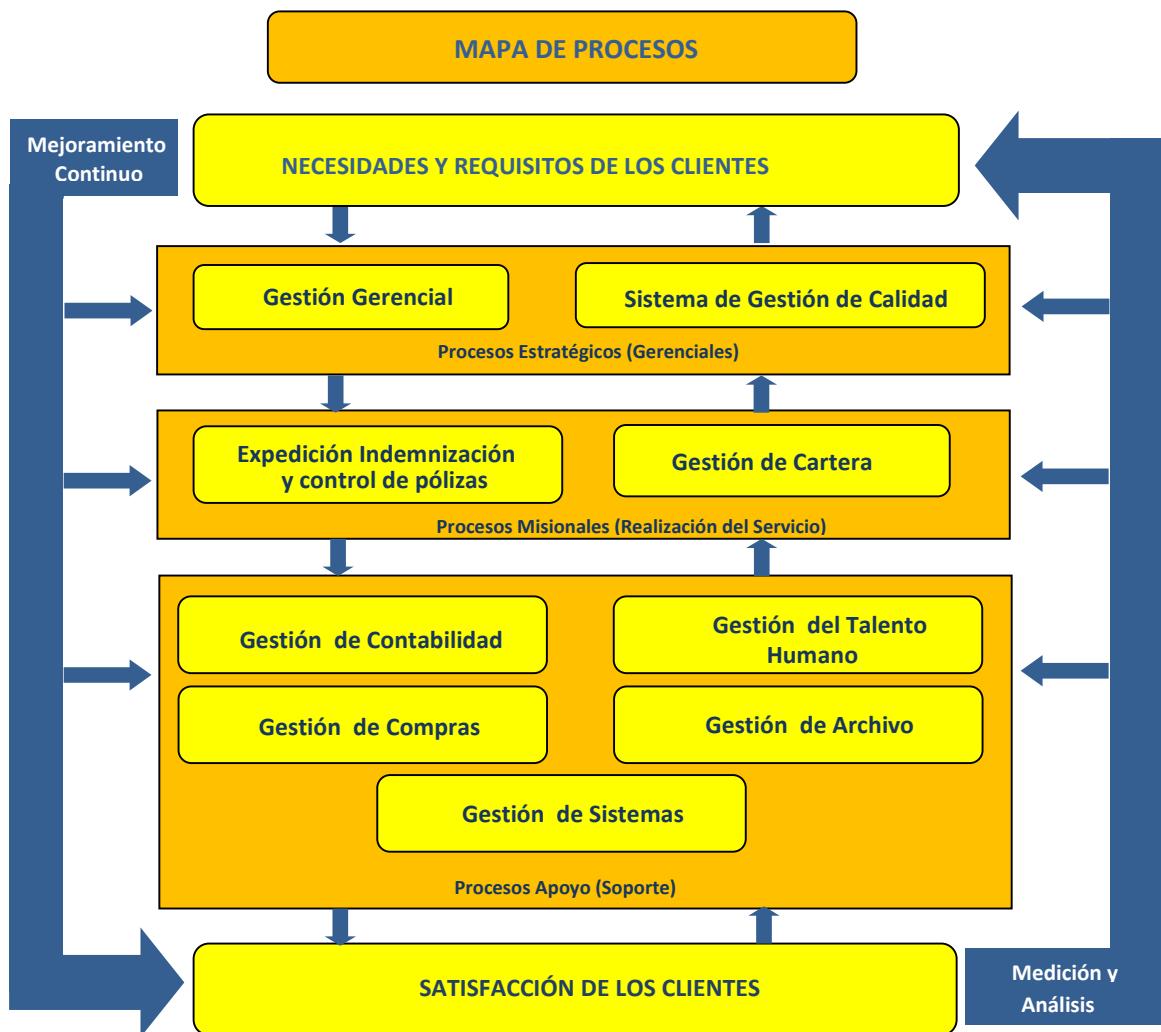 MAPA DE PROCESOS
Mejoramiento
Continuo
NECESIDADES Y REQUISITOS DE LOS CLIENTES
Gestión Gerencial
Sistema de Gestión de Calidad
Procesos Estratégicos (Gerenciales)
Expedición Indemnización
y control de pólizas
Gestión de Cartera
Procesos Misionales (Realización del Servicio)
Gestión de Contabilidad
Gestión del Talento
Humano
Gestión de Compras
Gestión de Archivo
Gestión de Sistemas
Procesos Apoyo (Soporte)
SATISFACCIÓN DE LOS CLIENTES
Medición y
Análisis